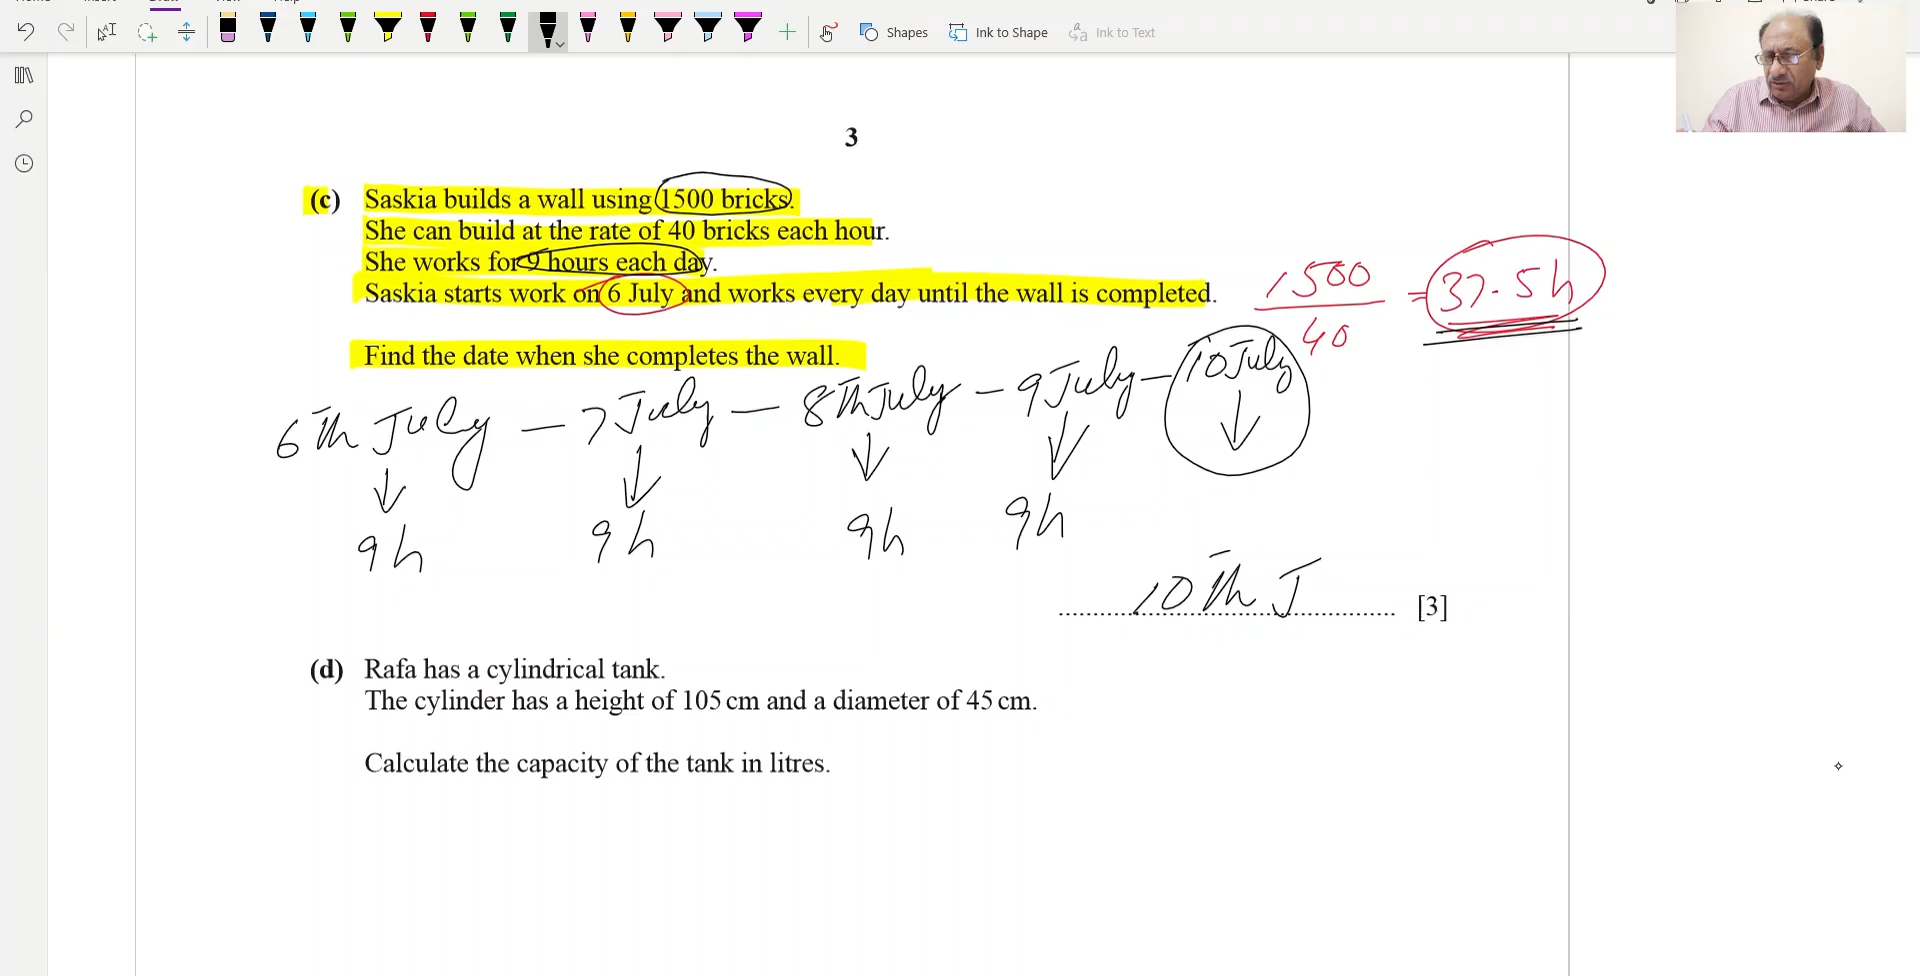 Shapes Ink to Shape Ink to Text
3
(c) Saskia builds a wall using 1500 bricks.
She can build at the rate of 40 bricks each hour.
She works for 9 hours each day.
Saskia starts work on 6 July and works every day until the wall is completed.
1500
40
= 37.5h
Find the date when she completes the wall.
6th July – 7 July – 8th July – 9 July – 10 July
9h 9h 9h 9h
10th J
.......................................................... [3]
(d) Rafa has a cylindrical tank.
The cylinder has a height of 105 cm and a diameter of 45 cm.
Calculate the capacity of the tank in litres.